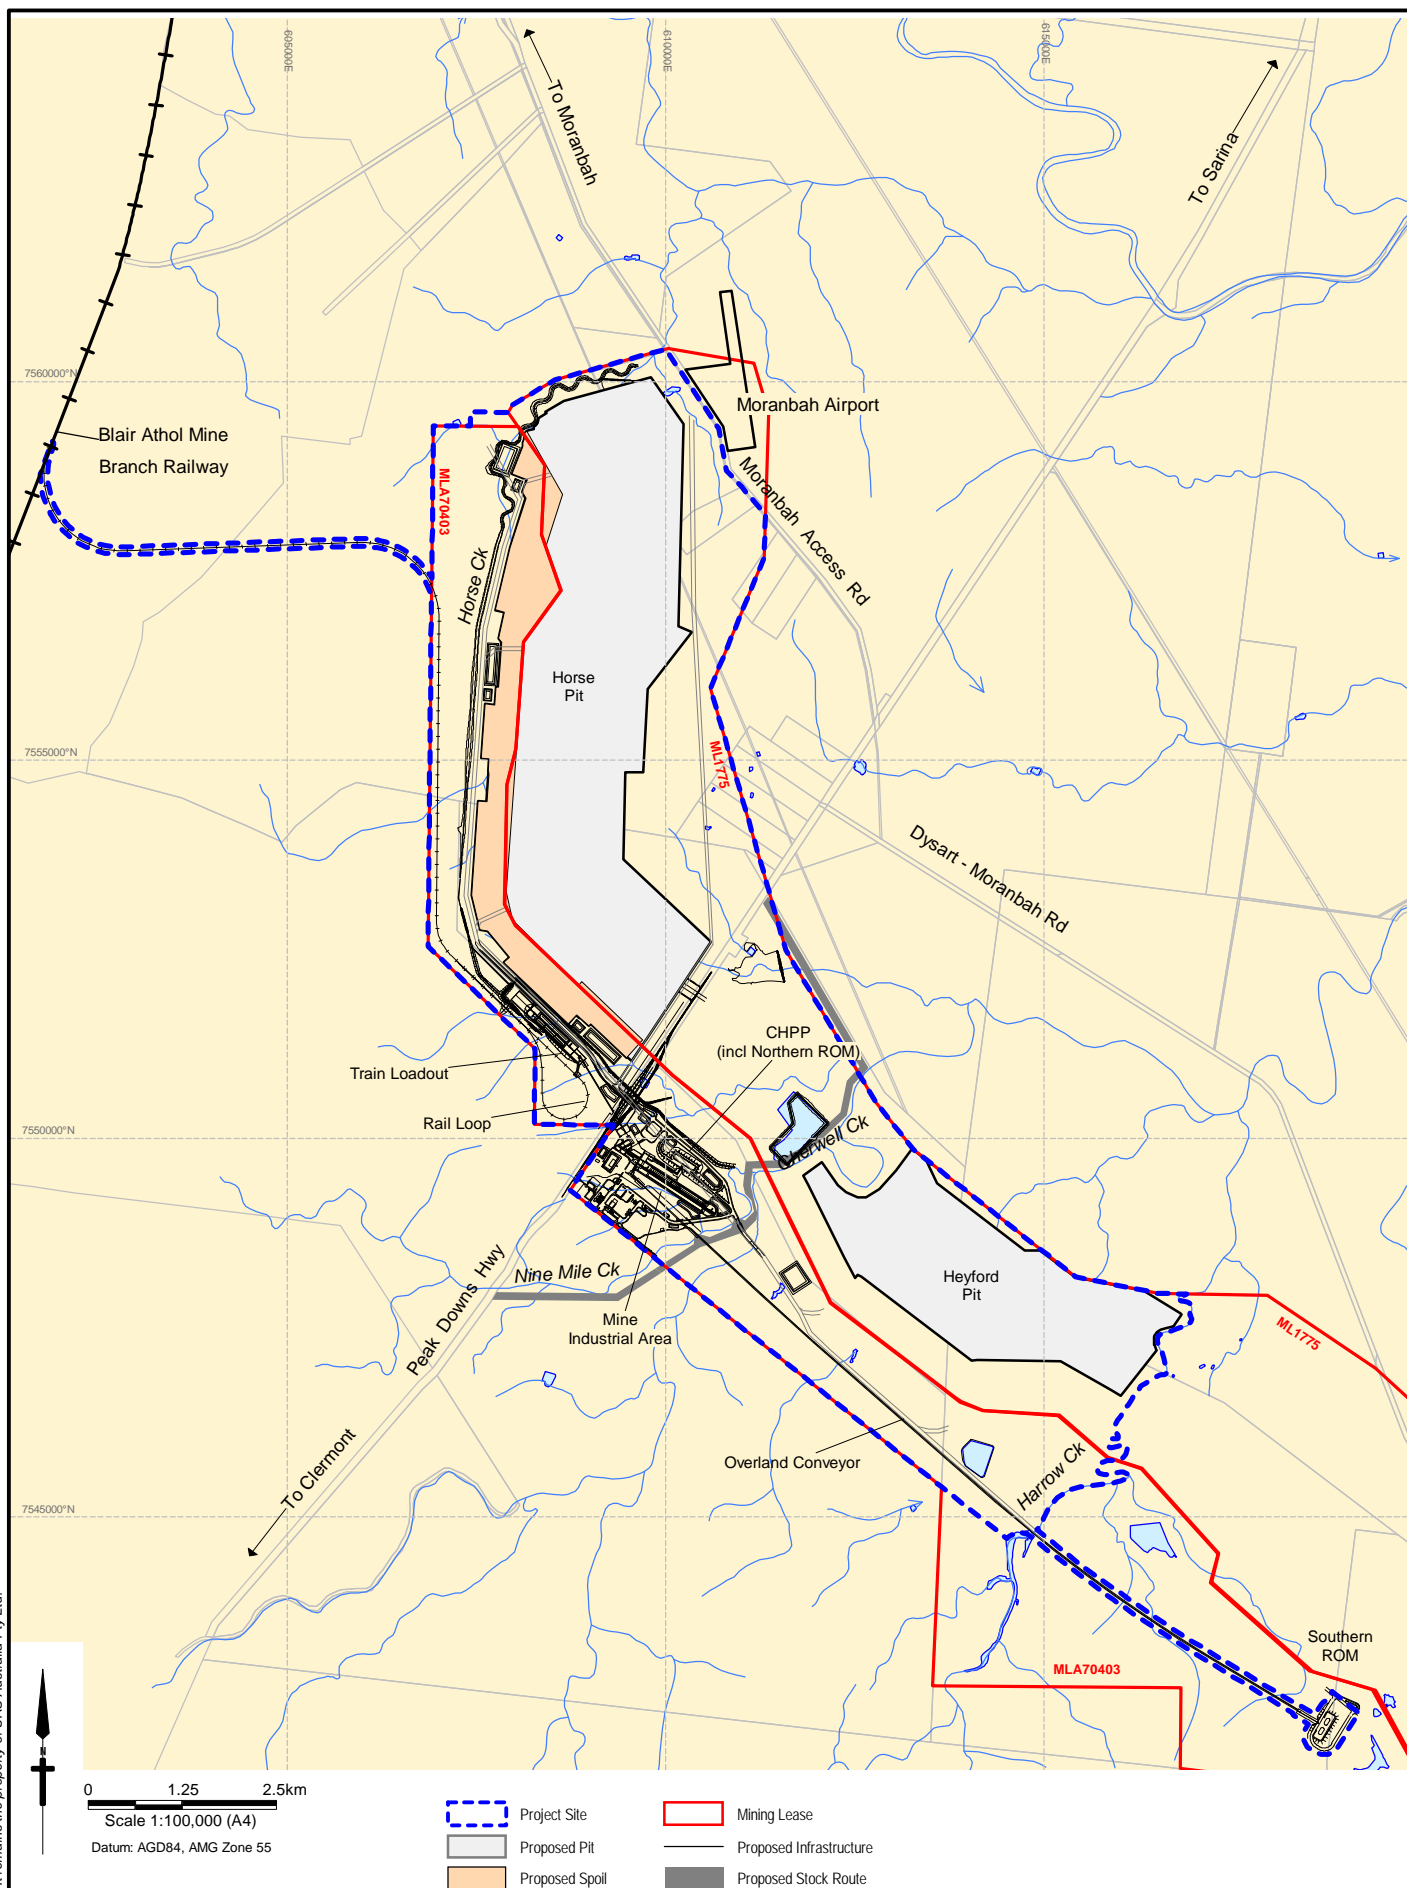 605000E
610000E
615000E
To Moranbah
To Sarina
7560000°N
Moranbah Airport
Blair Athol Mine
Branch Railway
MLA70403
Moranbah Access Rd
Horse Ck
Horse
Pit
7555000°N
ML1775
Dysart - Moranbah Rd
CHPP
(incl Northern ROM)
Train Loadout
Rail Loop
7550000°N
Cherwell Ck
Nine Mile Ck
Peak Downs Hwy
Heyford
Pit
Mine
Industrial Area
ML1775
To Clermont
Overland Conveyor
Harrow Ck
7545000°N
Southern
ROM
MLA70403
N
0 1.25 2.5km
Scale 1:100,000 (A4)
Datum: AGD84, AMG Zone 55
Project Site
Mining Lease
Proposed Pit
Proposed Infrastructure
Proposed Spoil
Proposed Stock Route